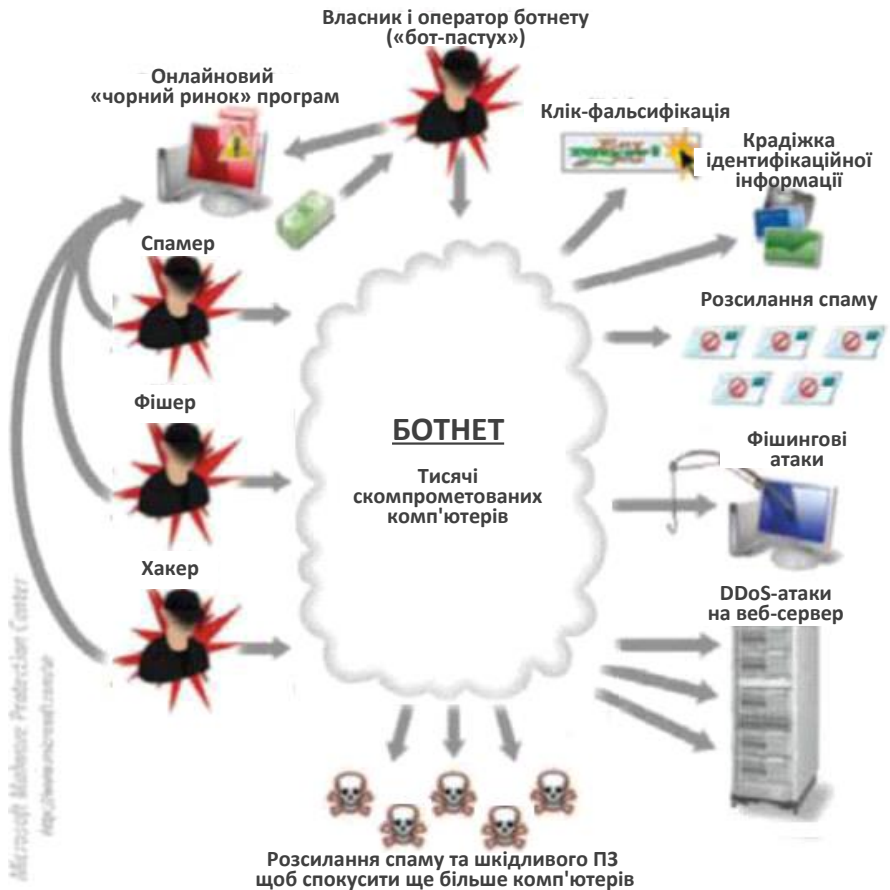 Власник і оператор ботнету
(«бот-пастух»)
Онлайновий
«чорний ринок» програм
Клік-фальсифікація
Крадіжка
ідентифікаційної
інформації
Спамер
Розсилання спаму
Фішер
БОТНЕТ
Тисячі
скомпрометованих
комп'ютерів
Фішингові
атаки
Хакер
DDoS-атаки
на веб-сервер
Розсилання спаму та шкідливого ПЗ
щоб спокусити ще більше комп'ютерів
Microsoft Malware Protection Center